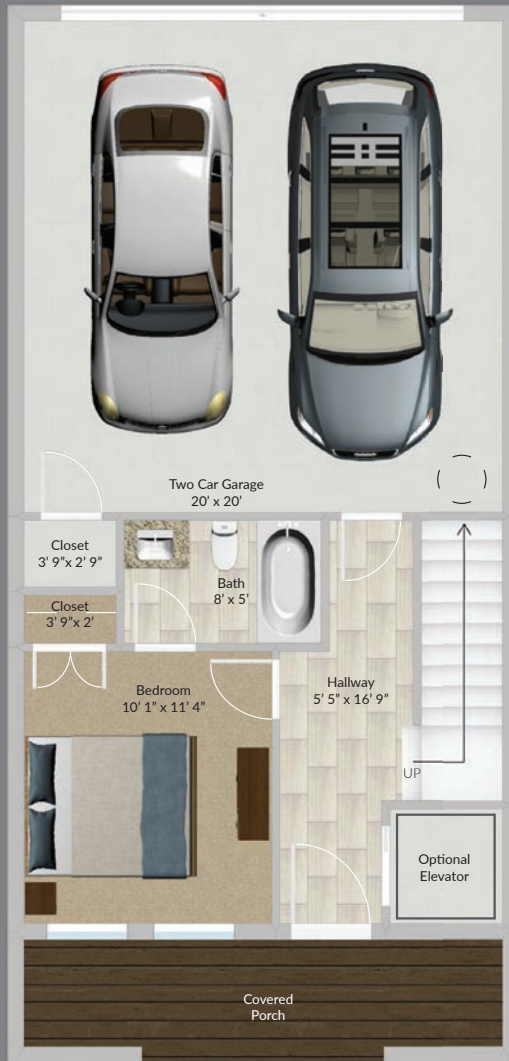 Two Car Garage
20’ x 20’
Closet
3’ 9”x 2’ 9”
Bath
8’ x 5’
Closet
3’ 9”x 2’
Bedroom
10’ 1” x 11’ 4”
Hallway
5’ 5” x 16’ 9”
UP
Optional
Elevator
Covered
Porch